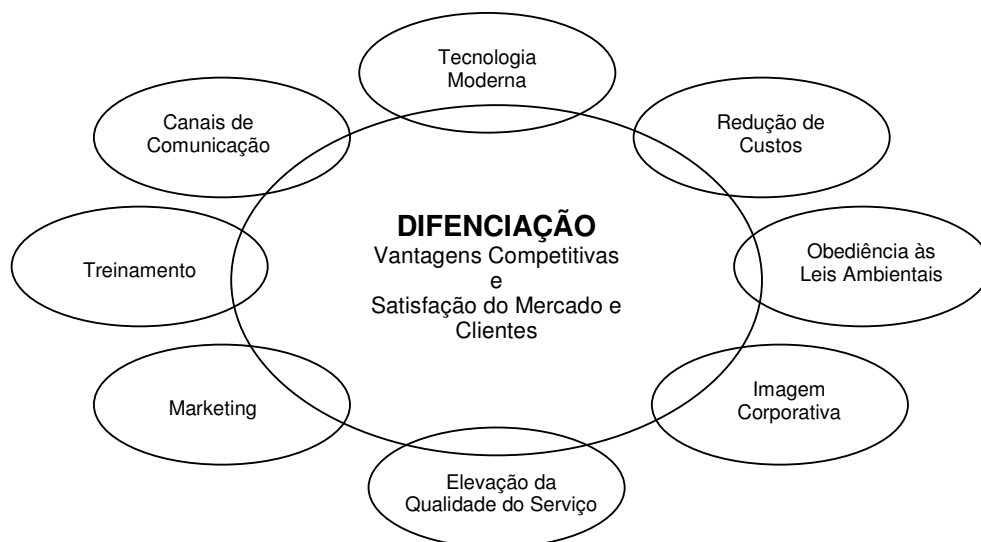 Tecnologia
Moderna
Canais de
Comunicação
Redução de
Custos
DIFENCIAÇÃO
Vantagens Competitivas
e
Satisfação do Mercado e
Clientes
Treinamento
Obediência às
Leis Ambientais
Marketing
Imagem
Corporativa
Elevação da
Qualidade do Serviço